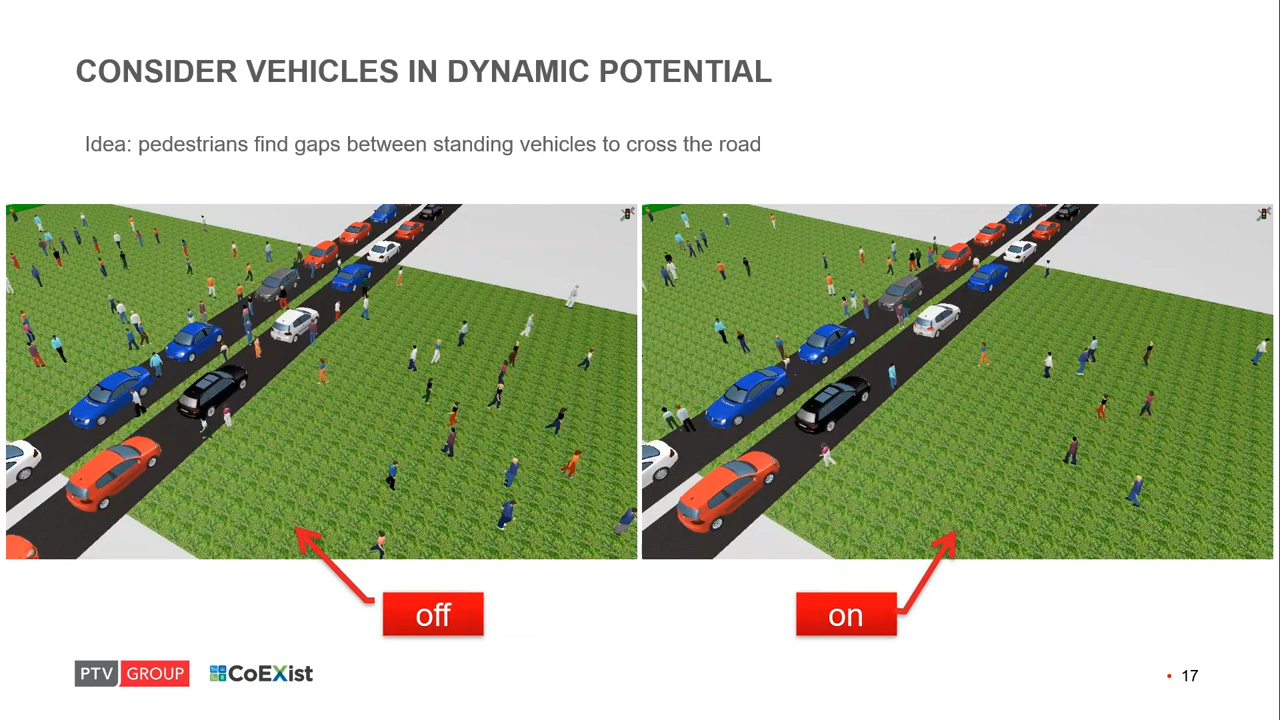 CONSIDER VEHICLES IN DYNAMIC POTENTIAL
Idea: pedestrians find gaps between standing vehicles to cross the road
off
on
PTV GROUP
CoEXist
17